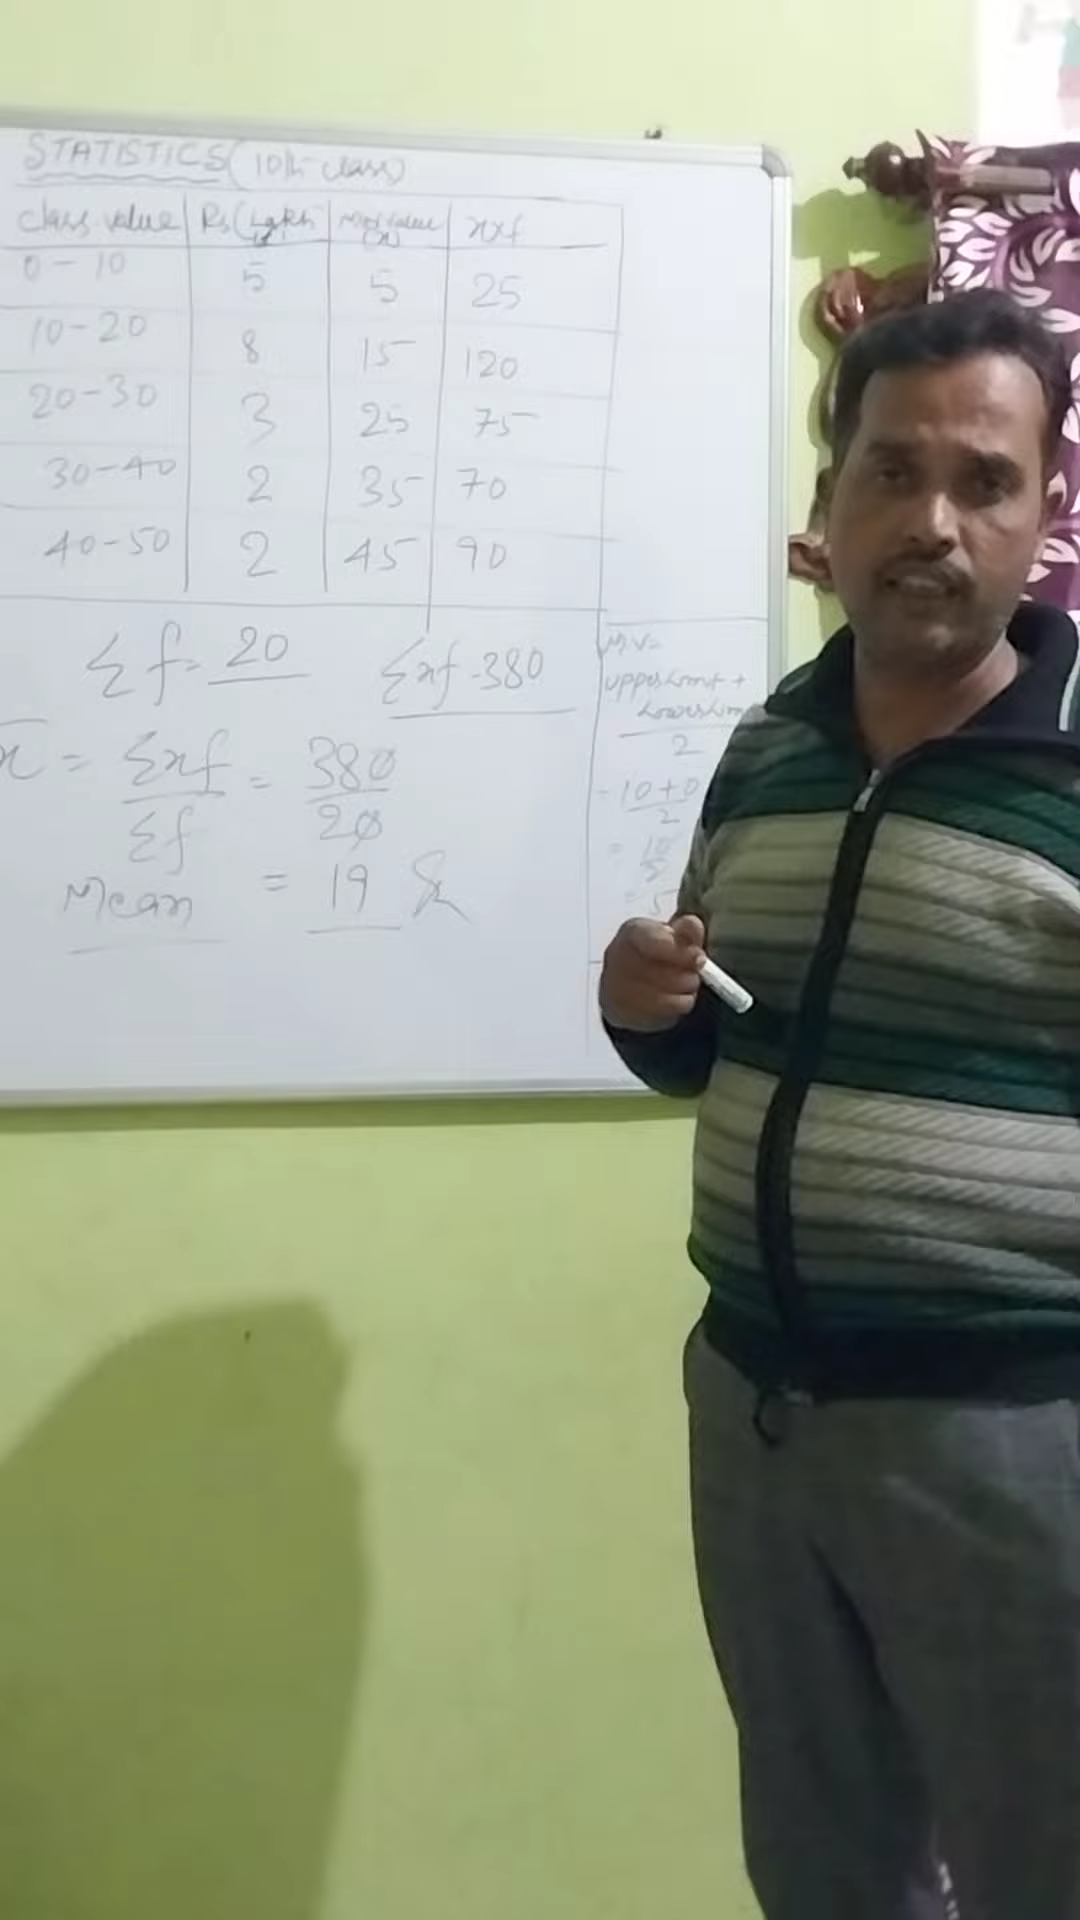 STATISTICS (10th class)
class value Rs mid value (x) x×f
0-10 5 5 25
10-20 8 15 120
20-30 3 25 75
30-40 2 35 70
40-50 2 45 90
Σf = 20 Σxf - 380
x̄ = Σxf / Σf = 380 / 20
Mean = 19
M V=
upper limit +
Lower Lim
2
= 10+0 / 2
= 10 / 2
= 5